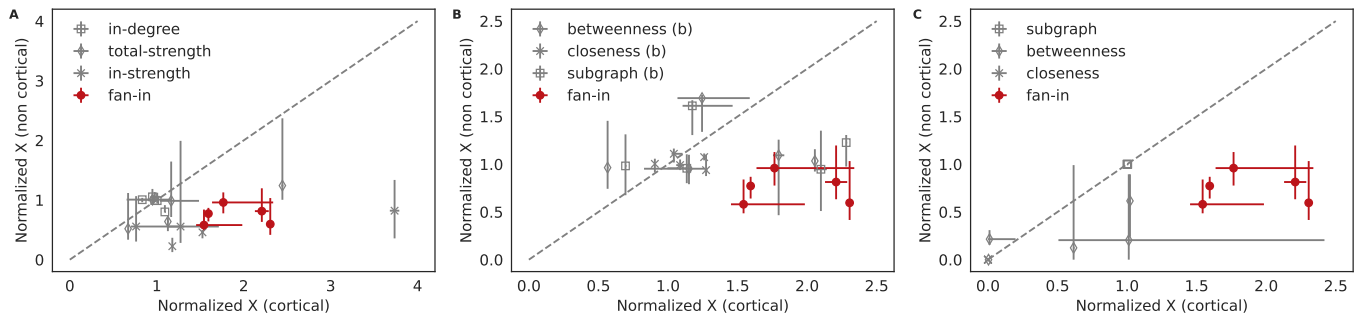 A
Normalized X (non cortical)
4
3
2
1
0
in-degree
total-strength
in-strength
fan-in
0 1 2 3 4
Normalized X (cortical)
B
Normalized X (non cortical)
2.5
2.0
1.5
1.0
0.5
0.0
betweenness (b)
closeness (b)
subgraph (b)
fan-in
0.0 0.5 1.0 1.5 2.0 2.5
Normalized X (cortical)
C
Normalized X (non cortical)
2.5
2.0
1.5
1.0
0.5
0.0
subgraph
betweenness
closeness
fan-in
0.0 0.5 1.0 1.5 2.0 2.5
Normalized X (cortical)